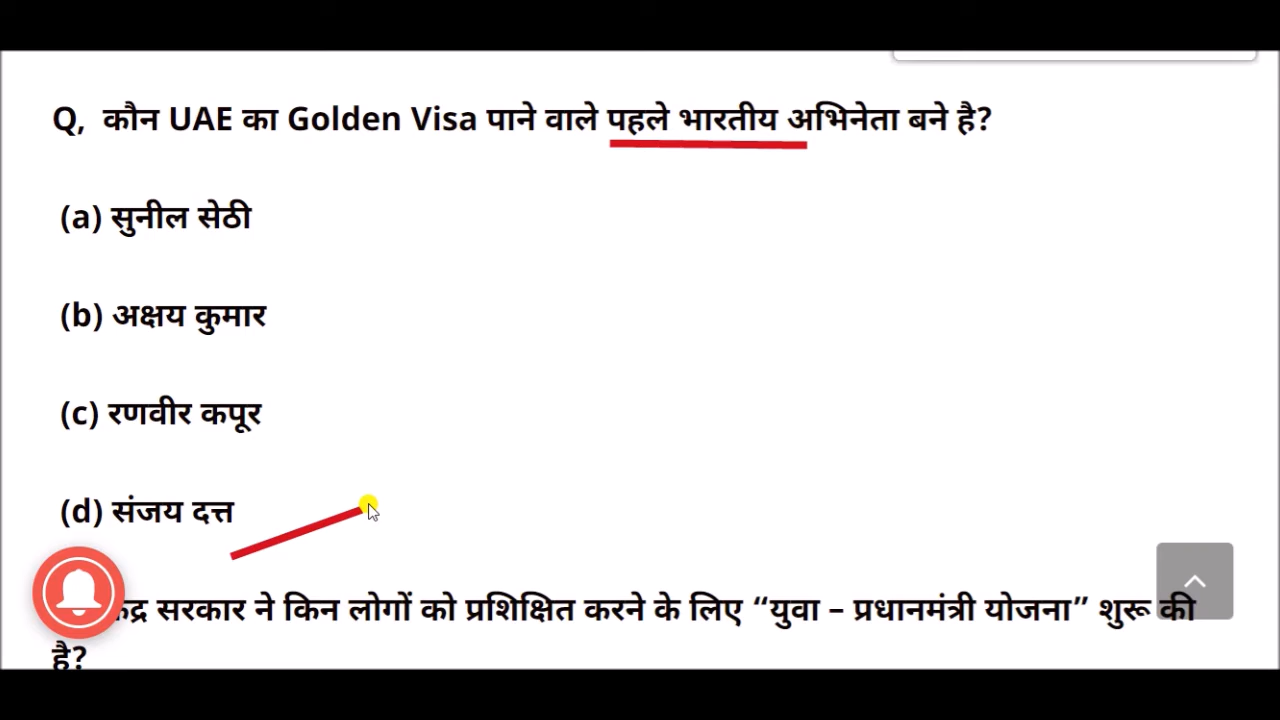 Q, कौन UAE का Golden Visa पाने वाले पहले भारतीय अभिनेता बने है?
(a) सुनील सेठी
(b) अक्षय कुमार
(c) रणवीर कपूर
(d) संजय दत्त
सरकार ने किन लोगों को प्रशिक्षित करने के लिए “युवा – प्रधानमंत्री योजना” शुरू की
है?